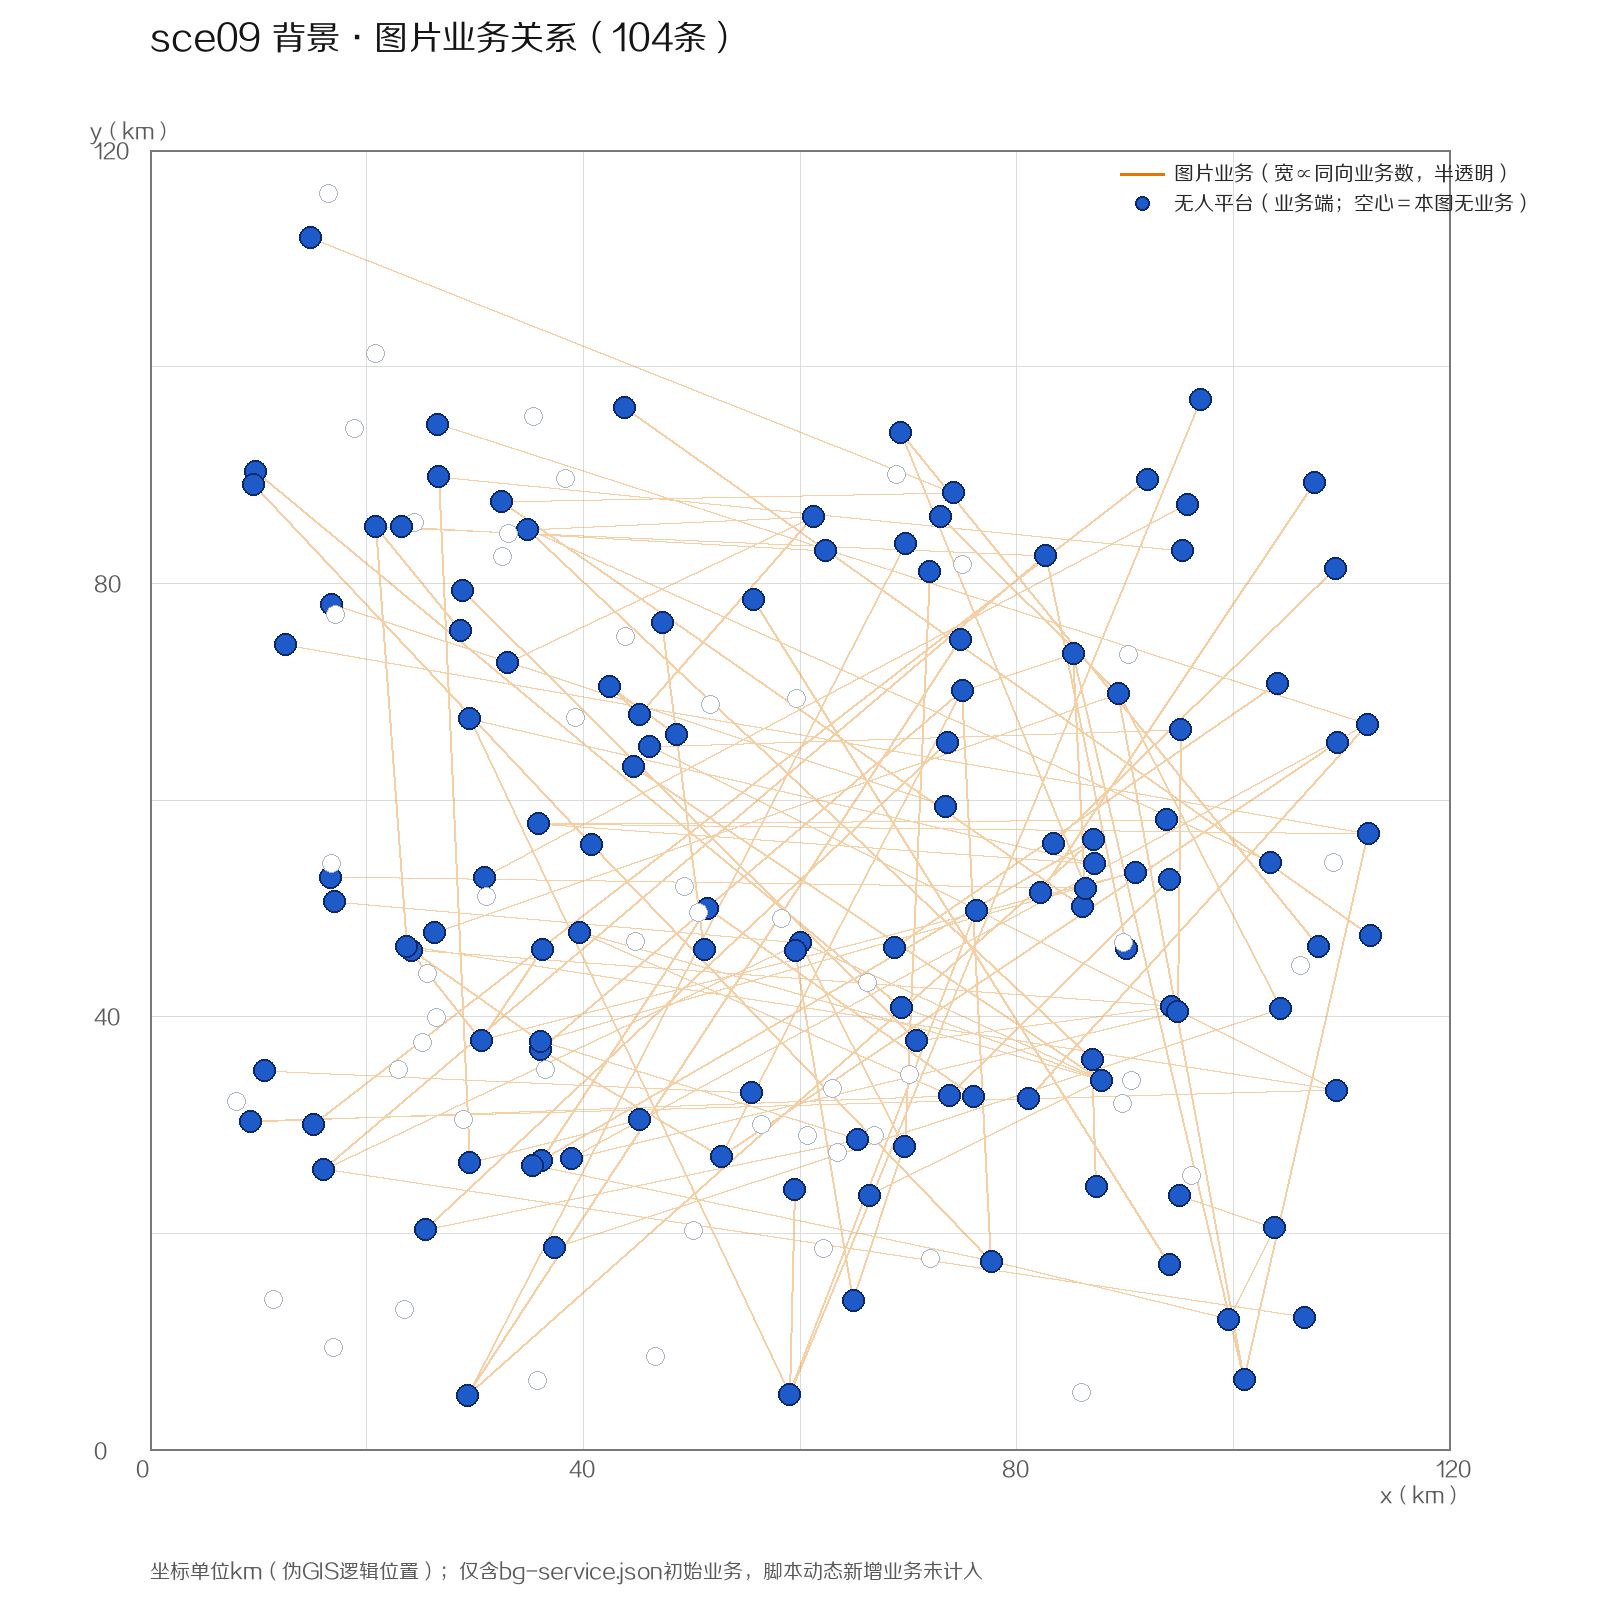 sce09 背景 · 图片业务关系（104条）
y（km）
120
图片业务（宽∝同向业务数，半透明）
无人平台（业务端；空心＝本图无业务）
80
40
0
0 40 80 120
x（km）
坐标单位km（伪GIS逻辑位置）；仅含bg-service.json初始业务，脚本动态新增业务未计入